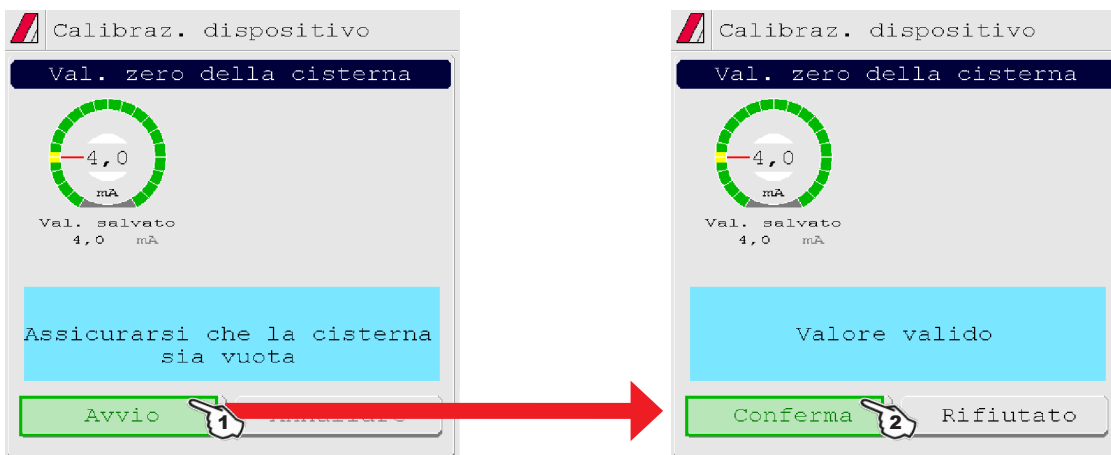 Calibraz. dispositivo
Val. zero della cisterna
4,0
mA
Val. salvato
4,0 mA
Assicurarsi che la cisterna
sia vuota
Avvio
1
Calibraz. dispositivo
Val. zero della cisterna
4,0
mA
Val. salvato
4,0 mA
Valore valido
Conferma
2
Rifiutato